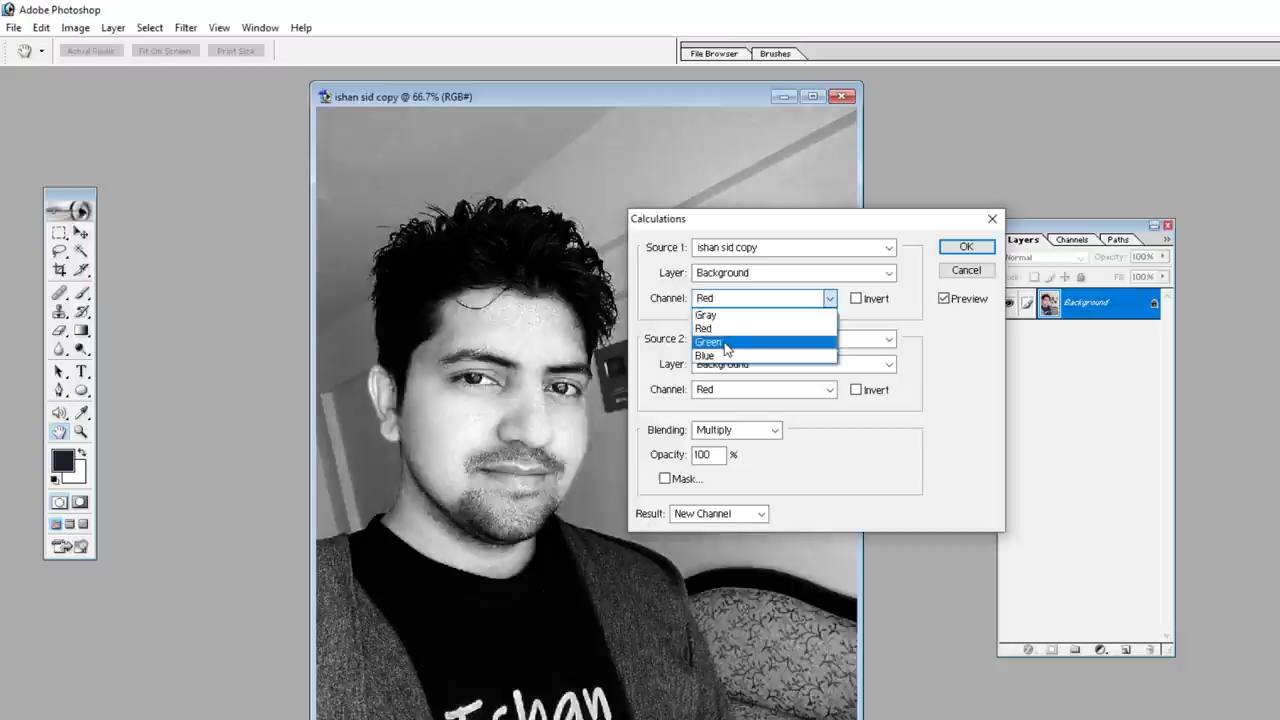 Adobe Photoshop
File Edit Image Layer Select Filter View Window Help
Actual Pixels Fit On Screen Print Size File Browser Brushes
ishan sid copy @ 66.7% (RGB#)
Calculations
Source 1: ishan sid copy OK
Layer: Background Cancel
Channel: Red Invert Preview
Gray
Red
Green
Blue
Source 2:
Layer: Background
Channel: Red Invert
Blending: Multiply
Opacity: 100 %
Mask...
Result: New Channel
Layers Channels Paths
Normal Opacity: 100%
Fill: 100%
Background
Ishan